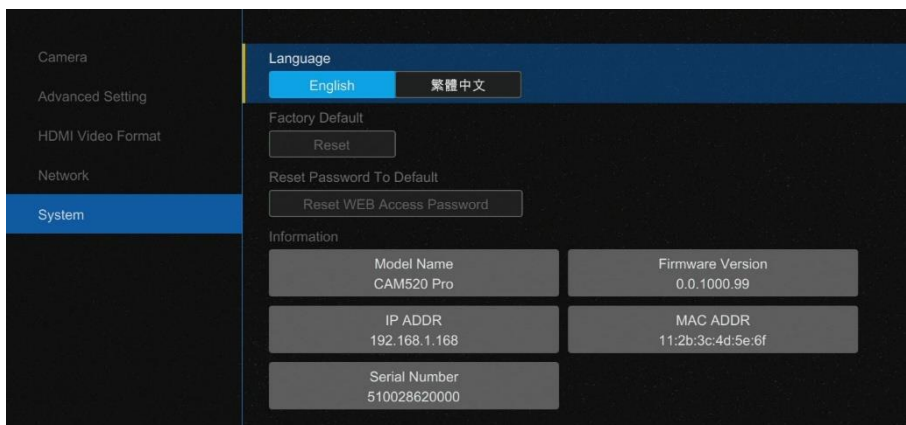 Camera
Advanced Setting
HDMI Video Format
Network
System
Language
English 繁體中文
Factory Default
Reset
Reset Password To Default
Reset WEB Access Password
Information
Model Name
CAM520 Pro
Firmware Version
0.0.1000.99
IP ADDR
192.168.1.168
MAC ADDR
11:2b:3c:4d:5e:6f
Serial Number
510028620000